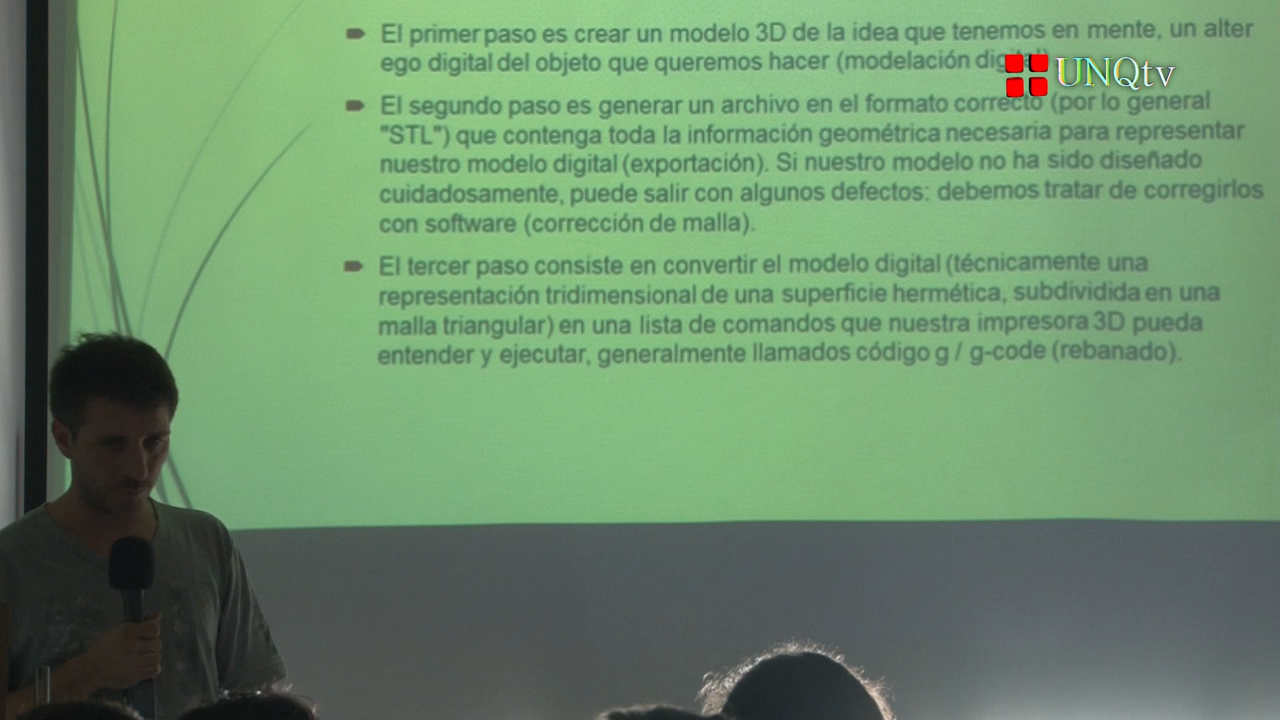 El primer paso es crear un modelo 3D de la idea que tenemos en mente, un alter
ego digital del objeto que queremos hacer (modelación
UNQtv
El segundo paso es generar un archivo en el formato correcto (por lo general
"STL") que contenga toda la información geométrica necesaria para representar
nuestro modelo digital (exportación). Si nuestro modelo no ha sido diseñado
cuidadosamente, puede salir con algunos defectos: debemos tratar de corregirlos
con software (corrección de malla).
El tercer paso consiste en convertir el modelo digital (técnicamente una
representación tridimensional de una superficie hermética, subdividida en una
malla triangular) en una lista de comandos que nuestra impresora 3D pueda
entender y ejecutar, generalmente llamados código g / g-code (rebanado).